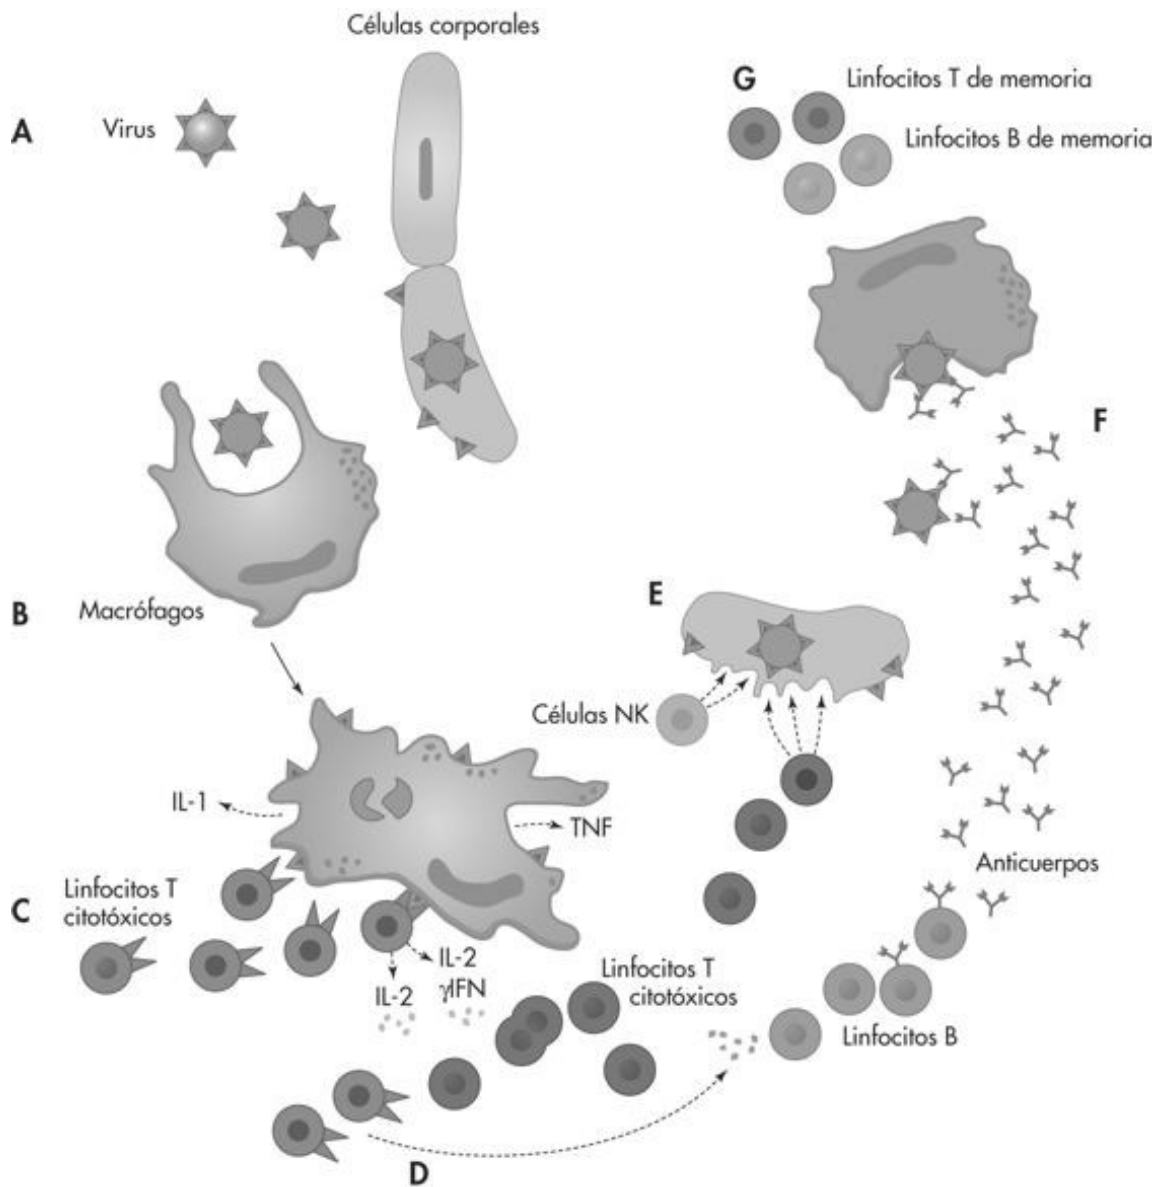 Células corporales
A
Virus
G
Linfocitos T de memoria
Linfocitos B de memoria
F
B
Macrófagos
E
Células NK
IL-1
TNF
Anticuerpos
C
Linfocitos T
citotóxicos
IL-2
IL-2
γIFN
Linfocitos T
citotóxicos
Linfocitos B
D